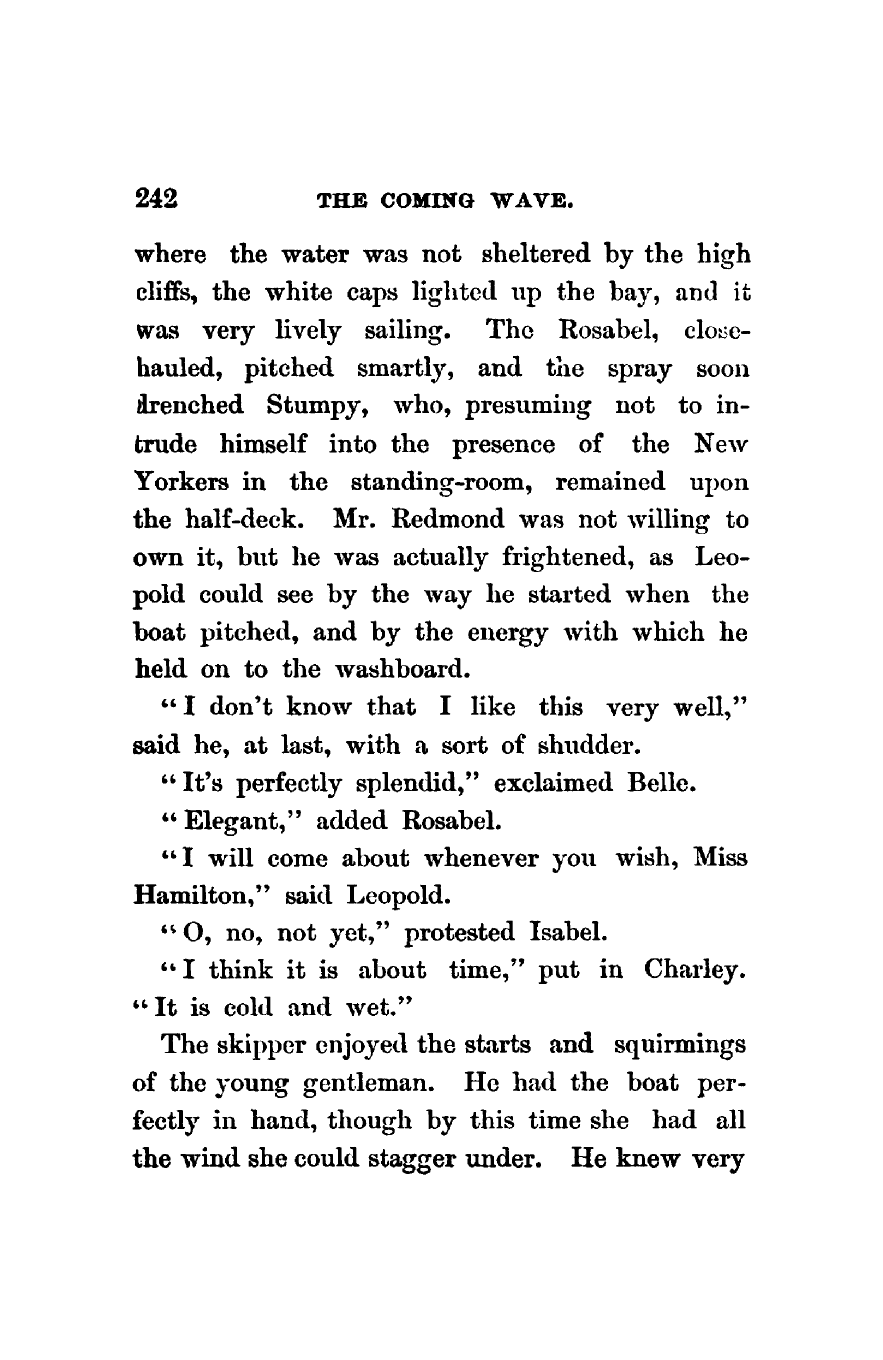 242 THE COMING WAVE.
where the water was not sheltered by the high
cliffs, the white caps lighted up the bay, and it
was very lively sailing. The Rosabel, close-
hauled, pitched smartly, and the spray soon
drenched Stumpy, who, presuming not to in-
trude himself into the presence of the New
Yorkers in the standing-room, remained upon
the half-deck. Mr. Redmond was not willing to
own it, but he was actually frightened, as Leo-
pold could see by the way he started when the
boat pitched, and by the energy with which he
held on to the washboard.
“I don’t know that I like this very well,”
said he, at last, with a sort of shudder.
“It’s perfectly splendid,” exclaimed Belle.
“Elegant,” added Rosabel.
“I will come about whenever you wish, Miss
Hamilton,” said Leopold.
“O, no, not yet,” protested Isabel.
“I think it is about time,” put in Charley.
“It is cold and wet.”
The skipper enjoyed the starts and squirmings
of the young gentleman. He had the boat per-
fectly in hand, though by this time she had all
the wind she could stagger under. He knew very